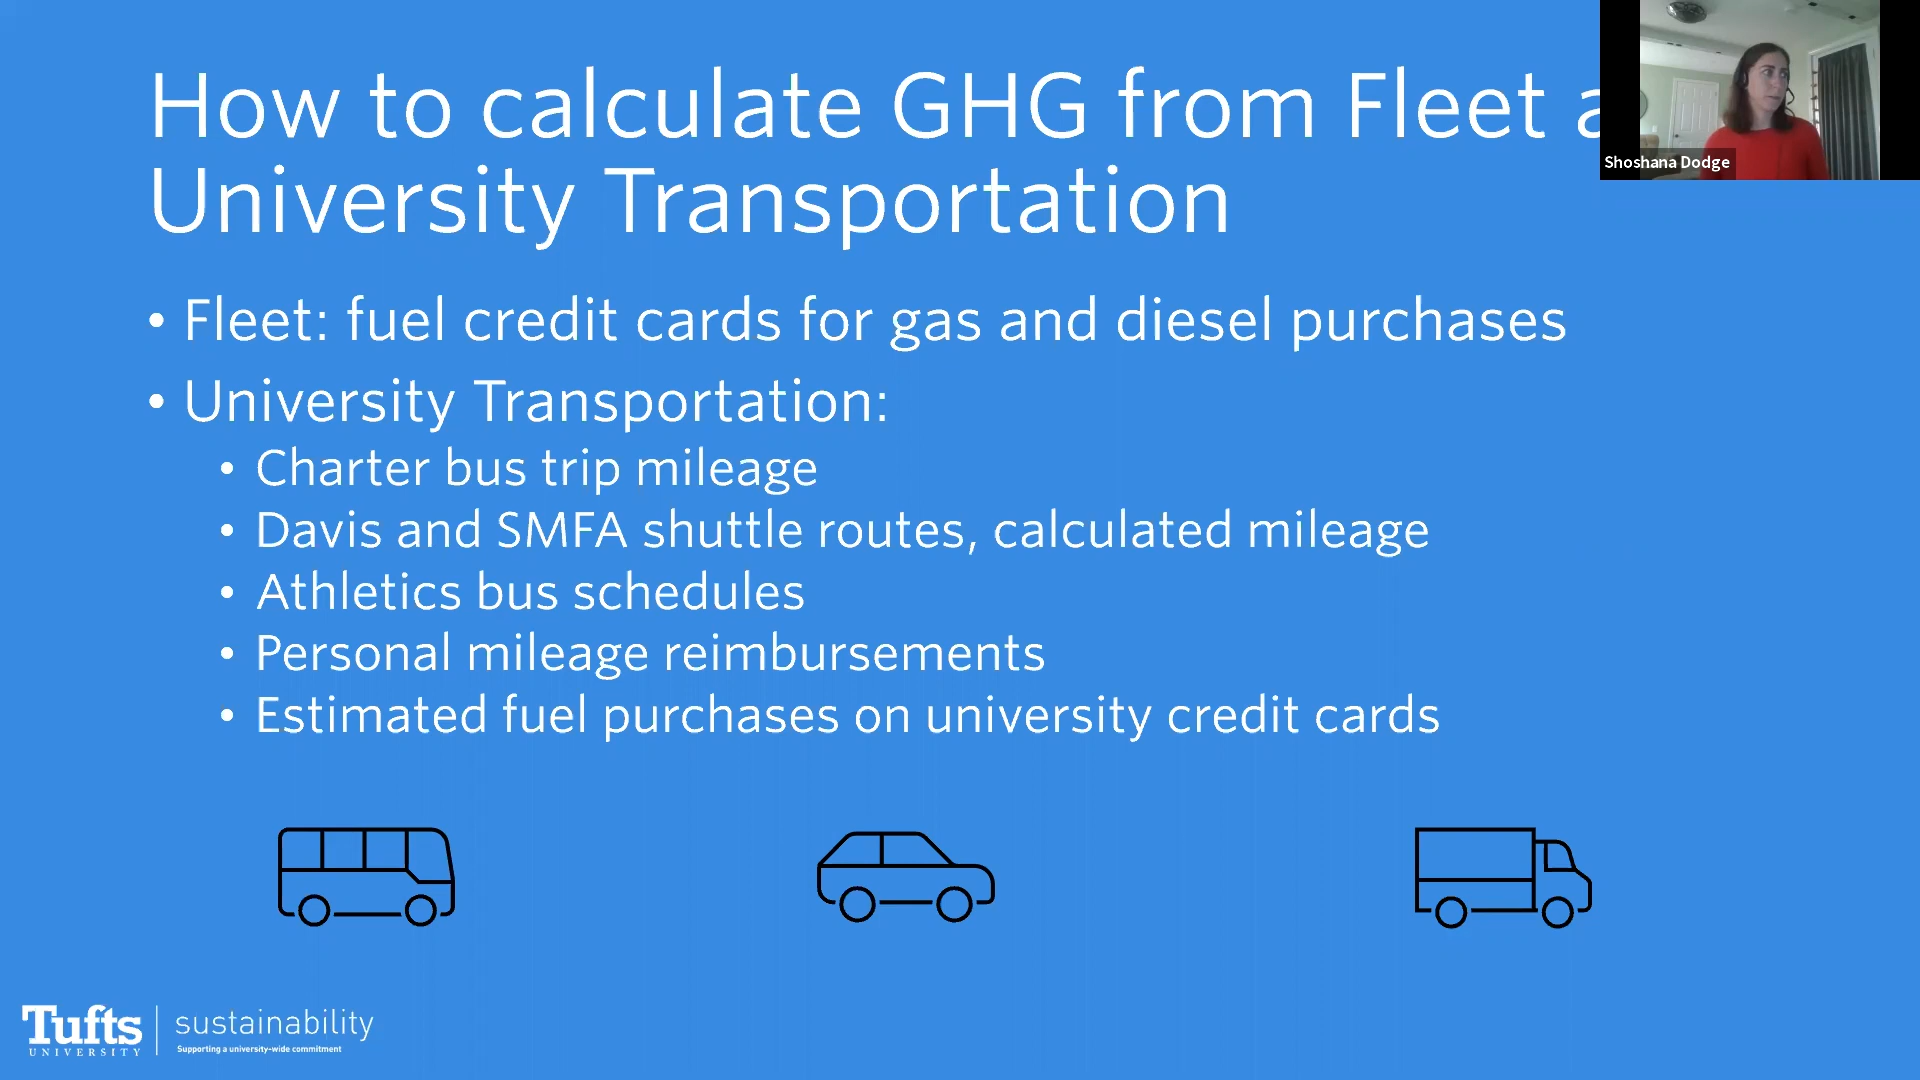 How to calculate GHG from Fleet
University Transportation
Shoshana Dodge
• Fleet: fuel credit cards for gas and diesel purchases
• University Transportation:
• Charter bus trip mileage
• Davis and SMFA shuttle routes, calculated mileage
• Athletics bus schedules
• Personal mileage reimbursements
• Estimated fuel purchases on university credit cards
Tufts
UNIVERSITY
sustainability
Supporting a university-wide commitment